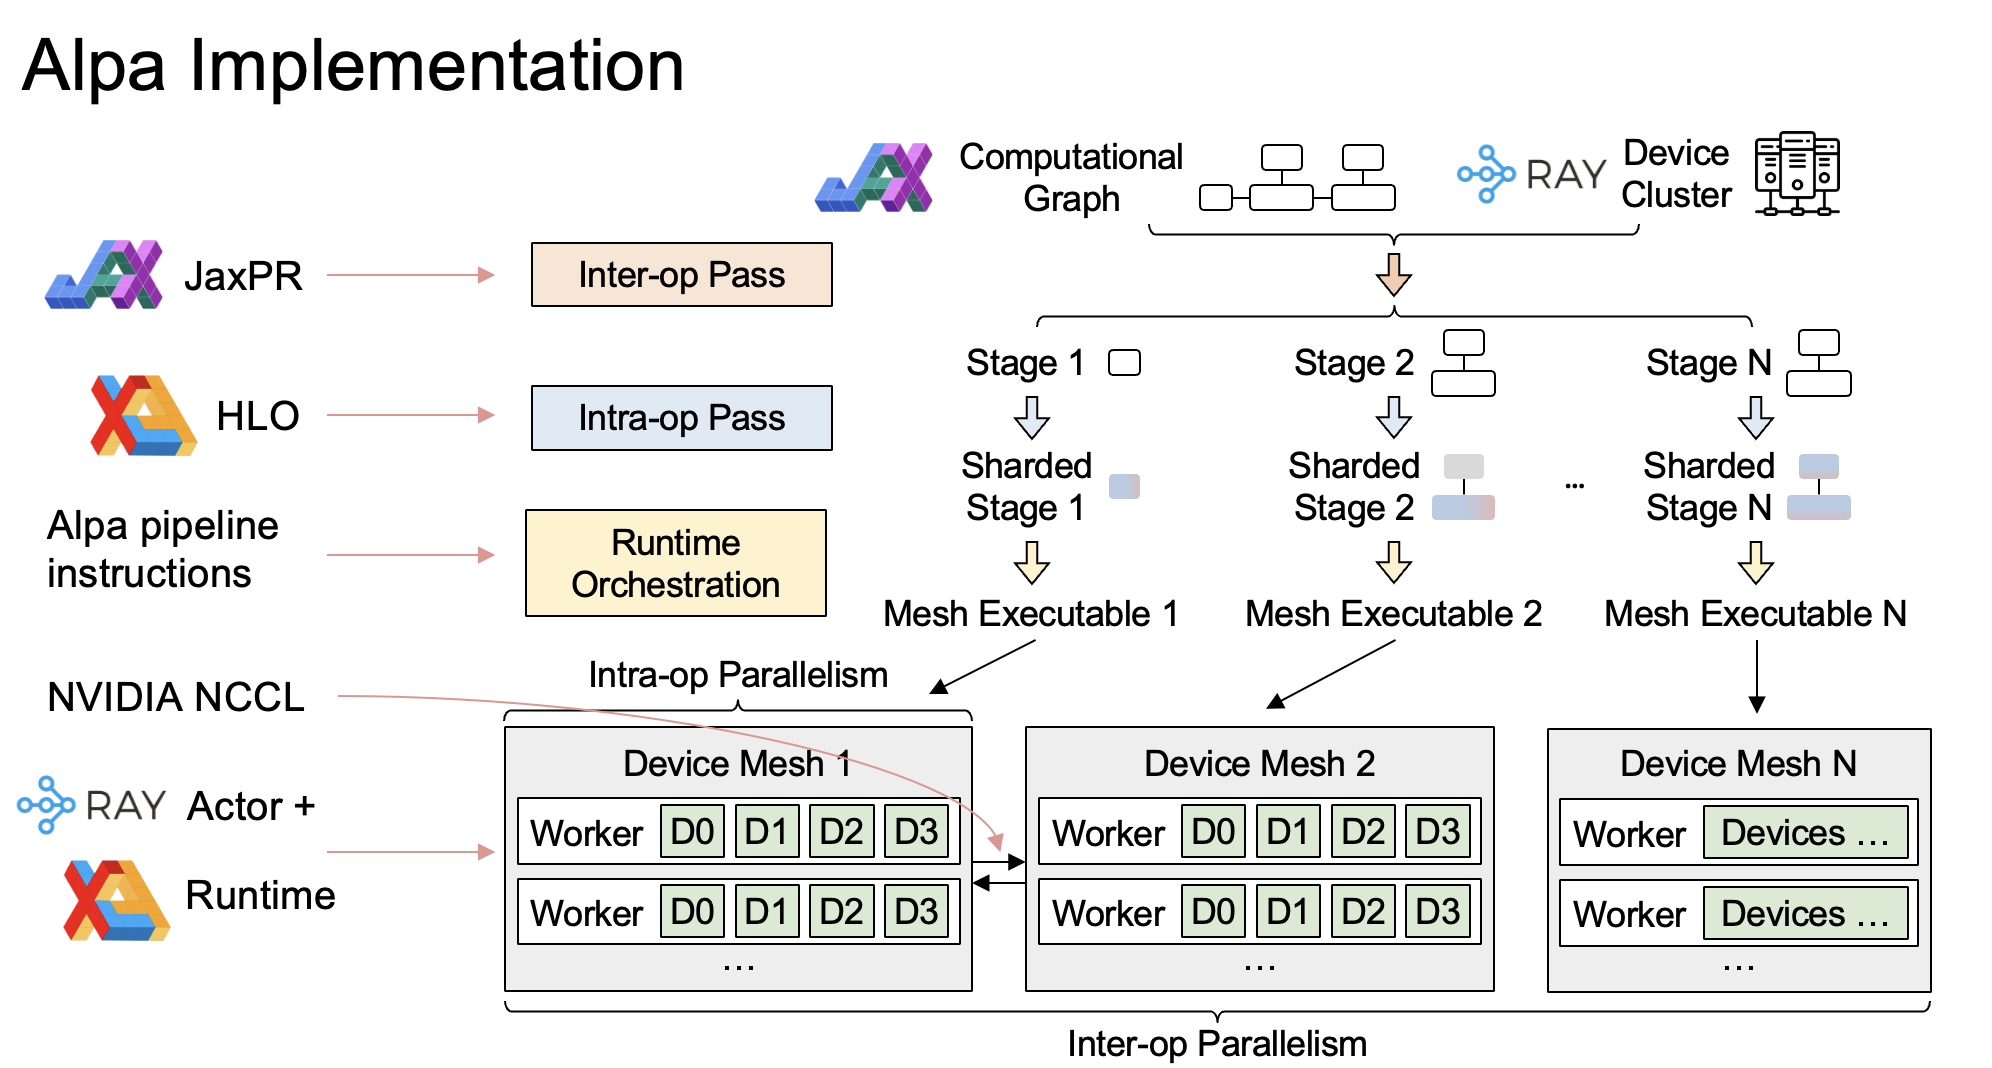 Alpa Implementation
JAX
Computational
Graph
RAY
Device
Cluster
JAX JaxPR
Inter-op Pass
Stage 1
Stage 2
Stage N
XLA HLO
Intra-op Pass
Sharded
Stage 1
Sharded
Stage 2
...
Sharded
Stage N
Alpa pipeline
instructions
Runtime
Orchestration
Mesh Executable 1
Mesh Executable 2
Mesh Executable N
NVIDIA NCCL
Intra-op Parallelism
RAY Actor +
XLA Runtime
Device Mesh 1
Worker D0 D1 D2 D3
Worker D0 D1 D2 D3
...
Device Mesh 2
Worker D0 D1 D2 D3
Worker D0 D1 D2 D3
...
Device Mesh N
Worker Devices ...
Worker Devices ...
...
Inter-op Parallelism